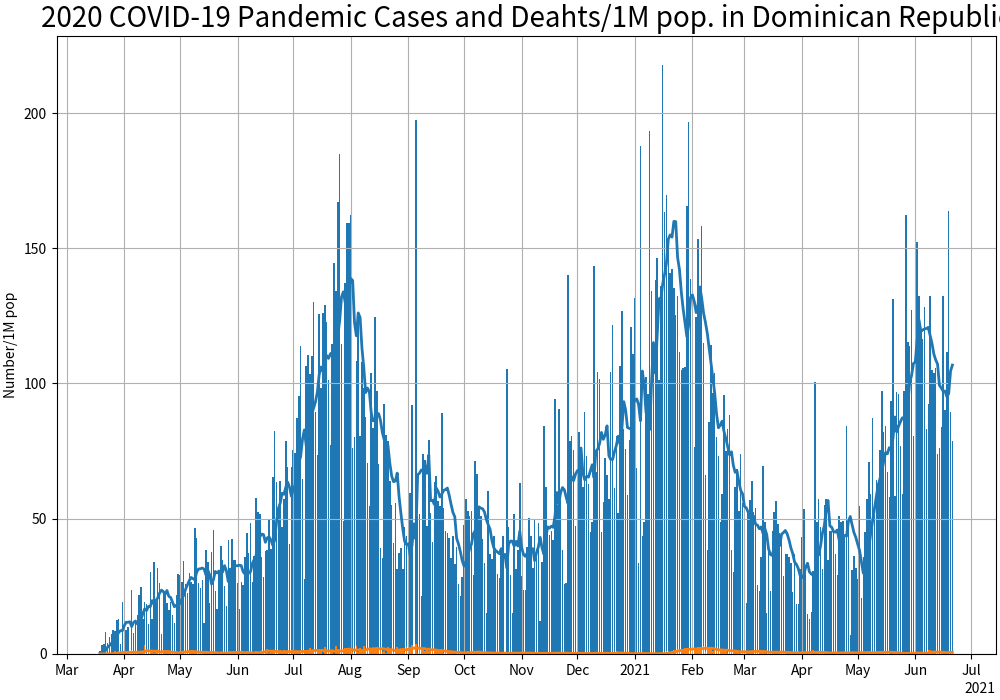 2020 COVID-19 Pandemic Cases and Deahts/1M pop. in Dominican Republi
Number/1M pop
200
150
100
50
0
Mar Apr May Jun Jul Aug Sep Oct Nov Dec 2021 Feb Mar Apr May Jun Jul
2021